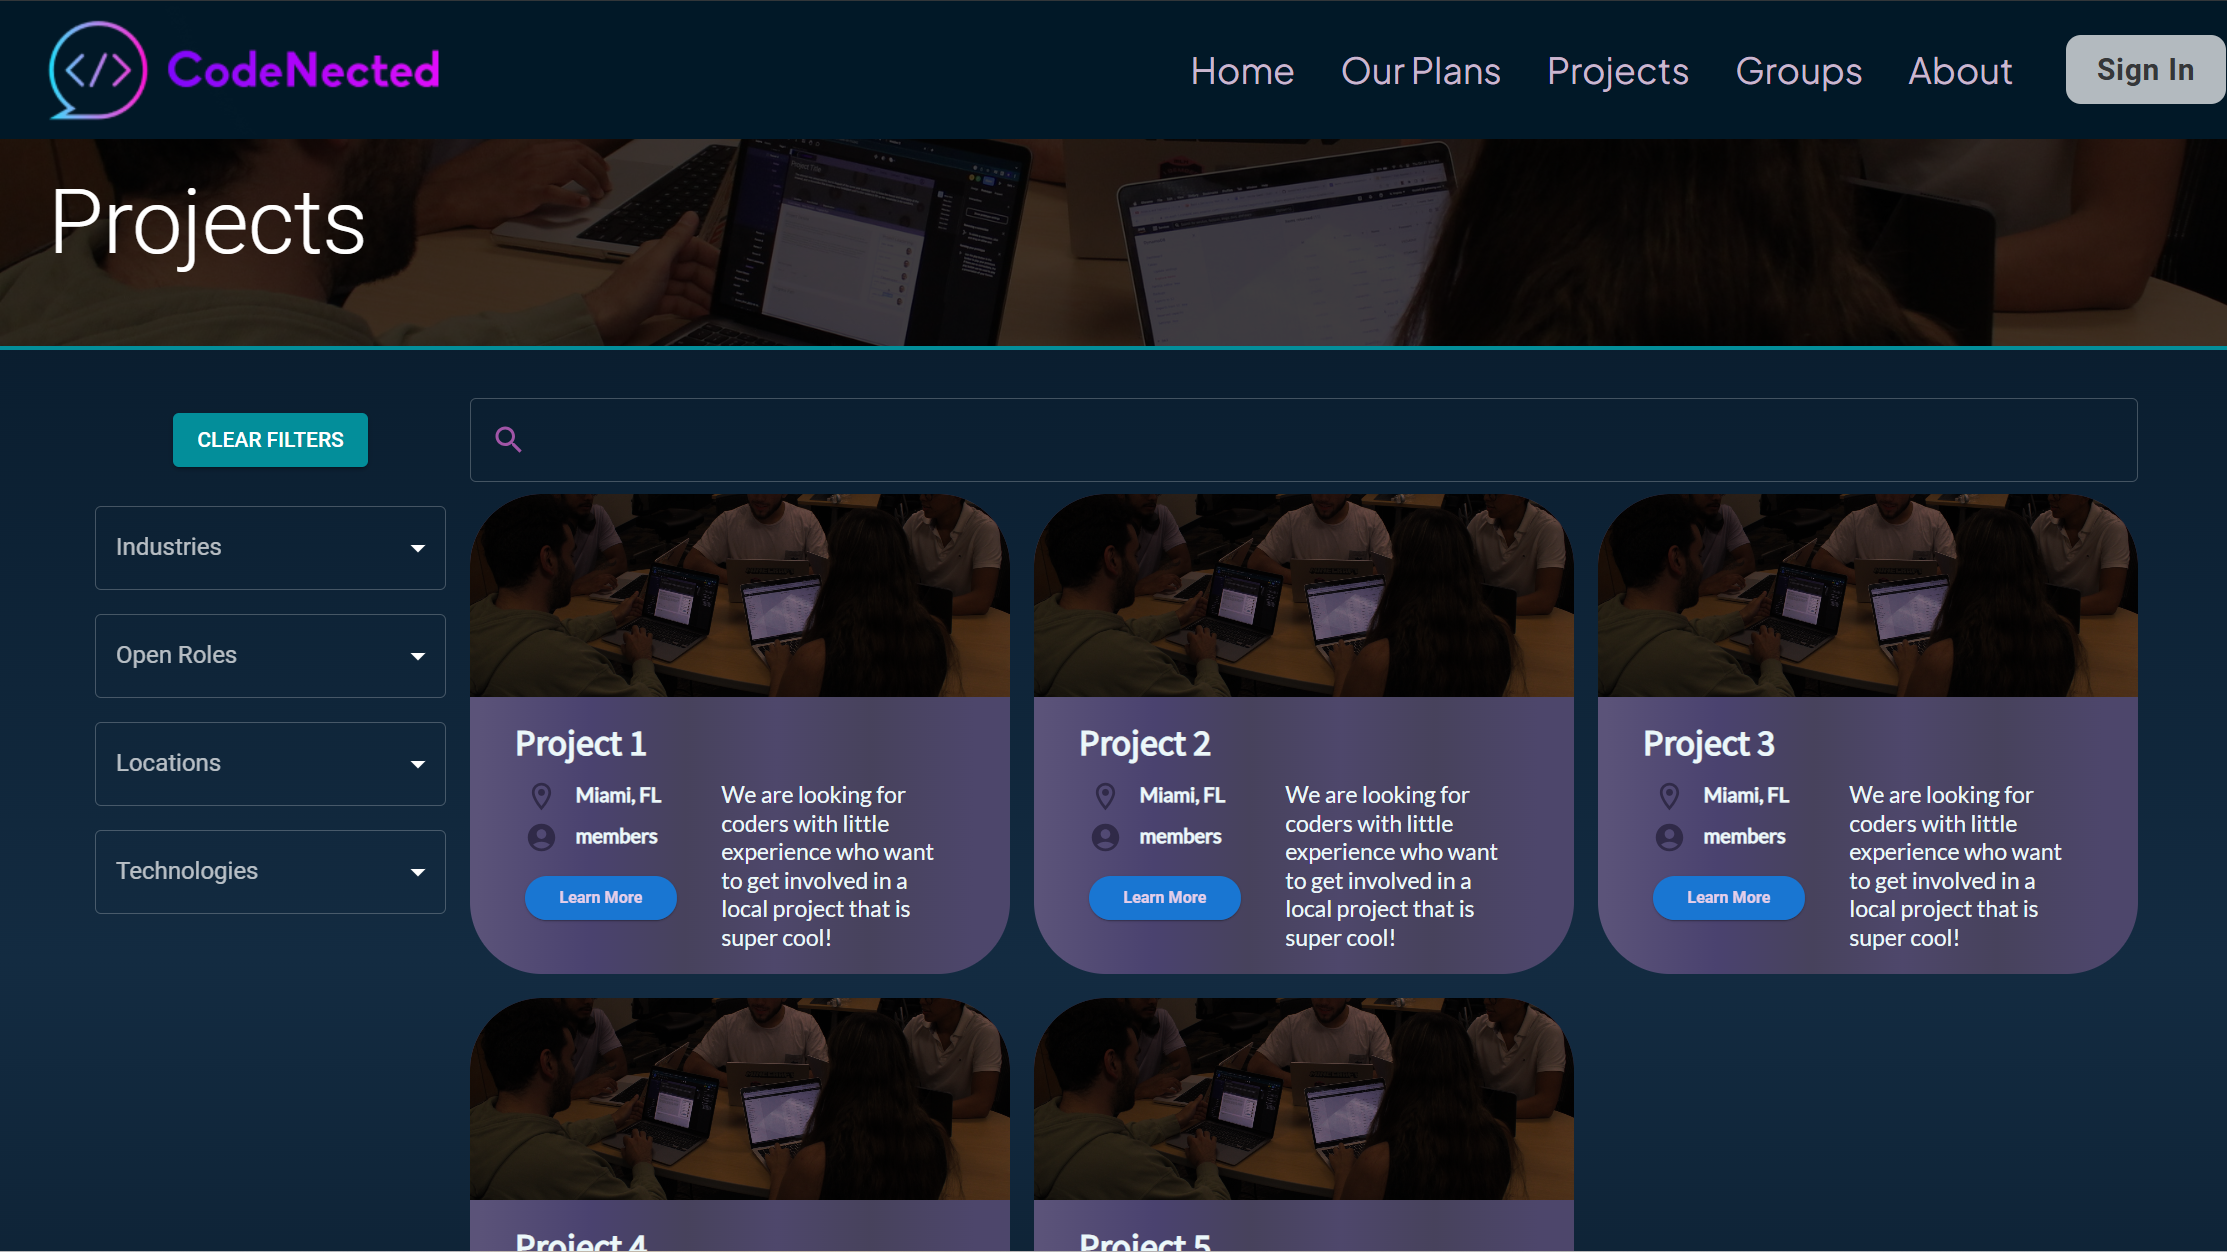 </> CodeNected
Home Our Plans Projects Groups About Sign In
Projects
CLEAR FILTERS
Industries
Open Roles
Locations
Technologies
Project 1
Miami, FL
members
Learn More
We are looking for
coders with little
experience who want
to get involved in a
local project that is
super cool!
Project 2
Miami, FL
members
Learn More
We are looking for
coders with little
experience who want
to get involved in a
local project that is
super cool!
Project 3
Miami, FL
members
Learn More
We are looking for
coders with little
experience who want
to get involved in a
local project that is
super cool!
Project 4
Project 5